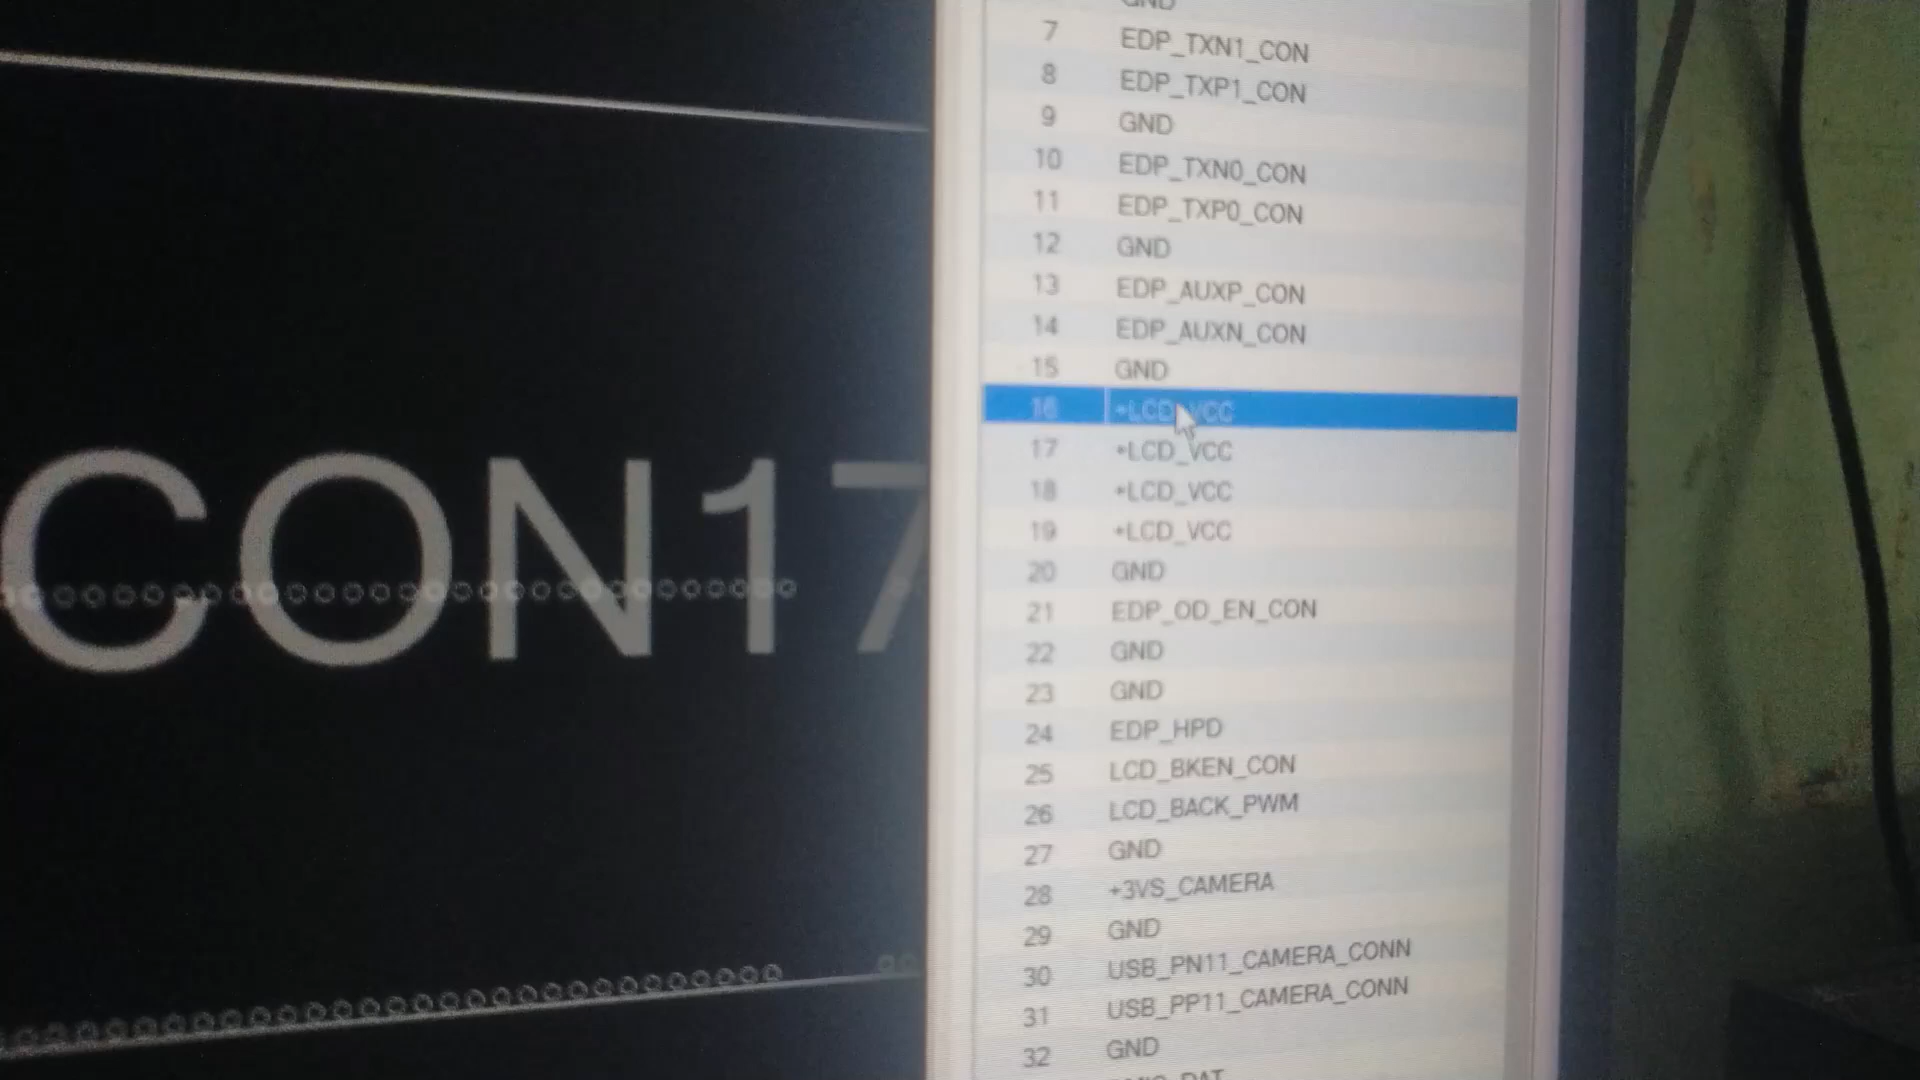 CON17
GND
7 EDP_TXN1_CON
8 EDP_TXP1_CON
9 GND
10 EDP_TXN0_CON
11 EDP_TXP0_CON
12 GND
13 EDP_AUXP_CON
14 EDP_AUXN_CON
15 GND
16 +LCD_VCC
17 +LCD_VCC
18 +LCD_VCC
19 +LCD_VCC
20 GND
21 EDP_OD_EN_CON
22 GND
23 GND
24 EDP_HPD
25 LCD_BKEN_CON
26 LCD_BACK_PWM
27 GND
28 +3VS_CAMERA
29 GND
30 USB_PN11_CAMERA_CONN
31 USB_PP11_CAMERA_CONN
32 GND